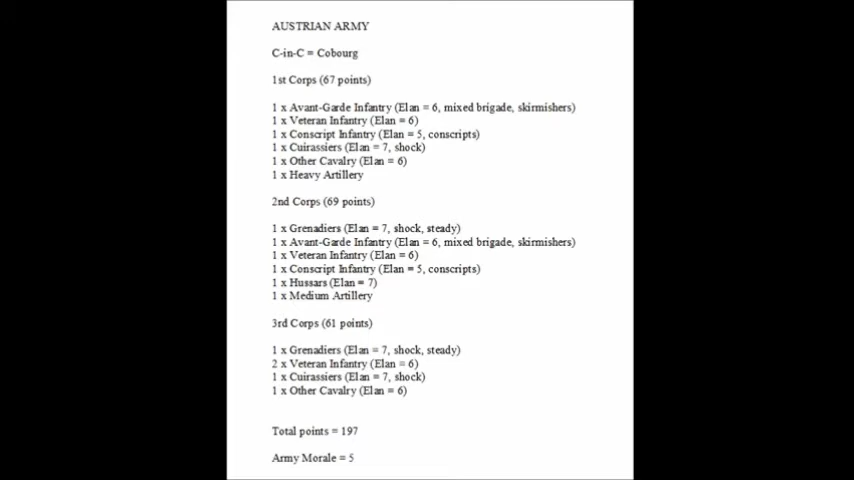 AUSTRIAN ARMY
C-in-C = Cobourg
1st Corps (67 points)
1 x Avant-Garde Infantry (Elan = 6, mixed brigade, skirmishers)
1 x Veteran Infantry (Elan = 6)
1 x Conscript Infantry (Elan = 5, conscripts)
1 x Cuirassiers (Elan = 7, shock)
1 x Other Cavalry (Elan = 6)
1 x Heavy Artillery
2nd Corps (69 points)
1 x Grenadiers (Elan = 7, shock, steady)
1 x Avant-Garde Infantry (Elan = 6, mixed brigade, skirmishers)
1 x Veteran Infantry (Elan = 6)
1 x Conscript Infantry (Elan = 5, conscripts)
1 x Hussars (Elan = 7)
1 x Medium Artillery
3rd Corps (61 points)
1 x Grenadiers (Elan = 7, shock, steady)
2 x Veteran Infantry (Elan = 6)
1 x Cuirassiers (Elan = 7, shock)
1 x Other Cavalry (Elan = 6)
Total points = 197
Army Morale = 5